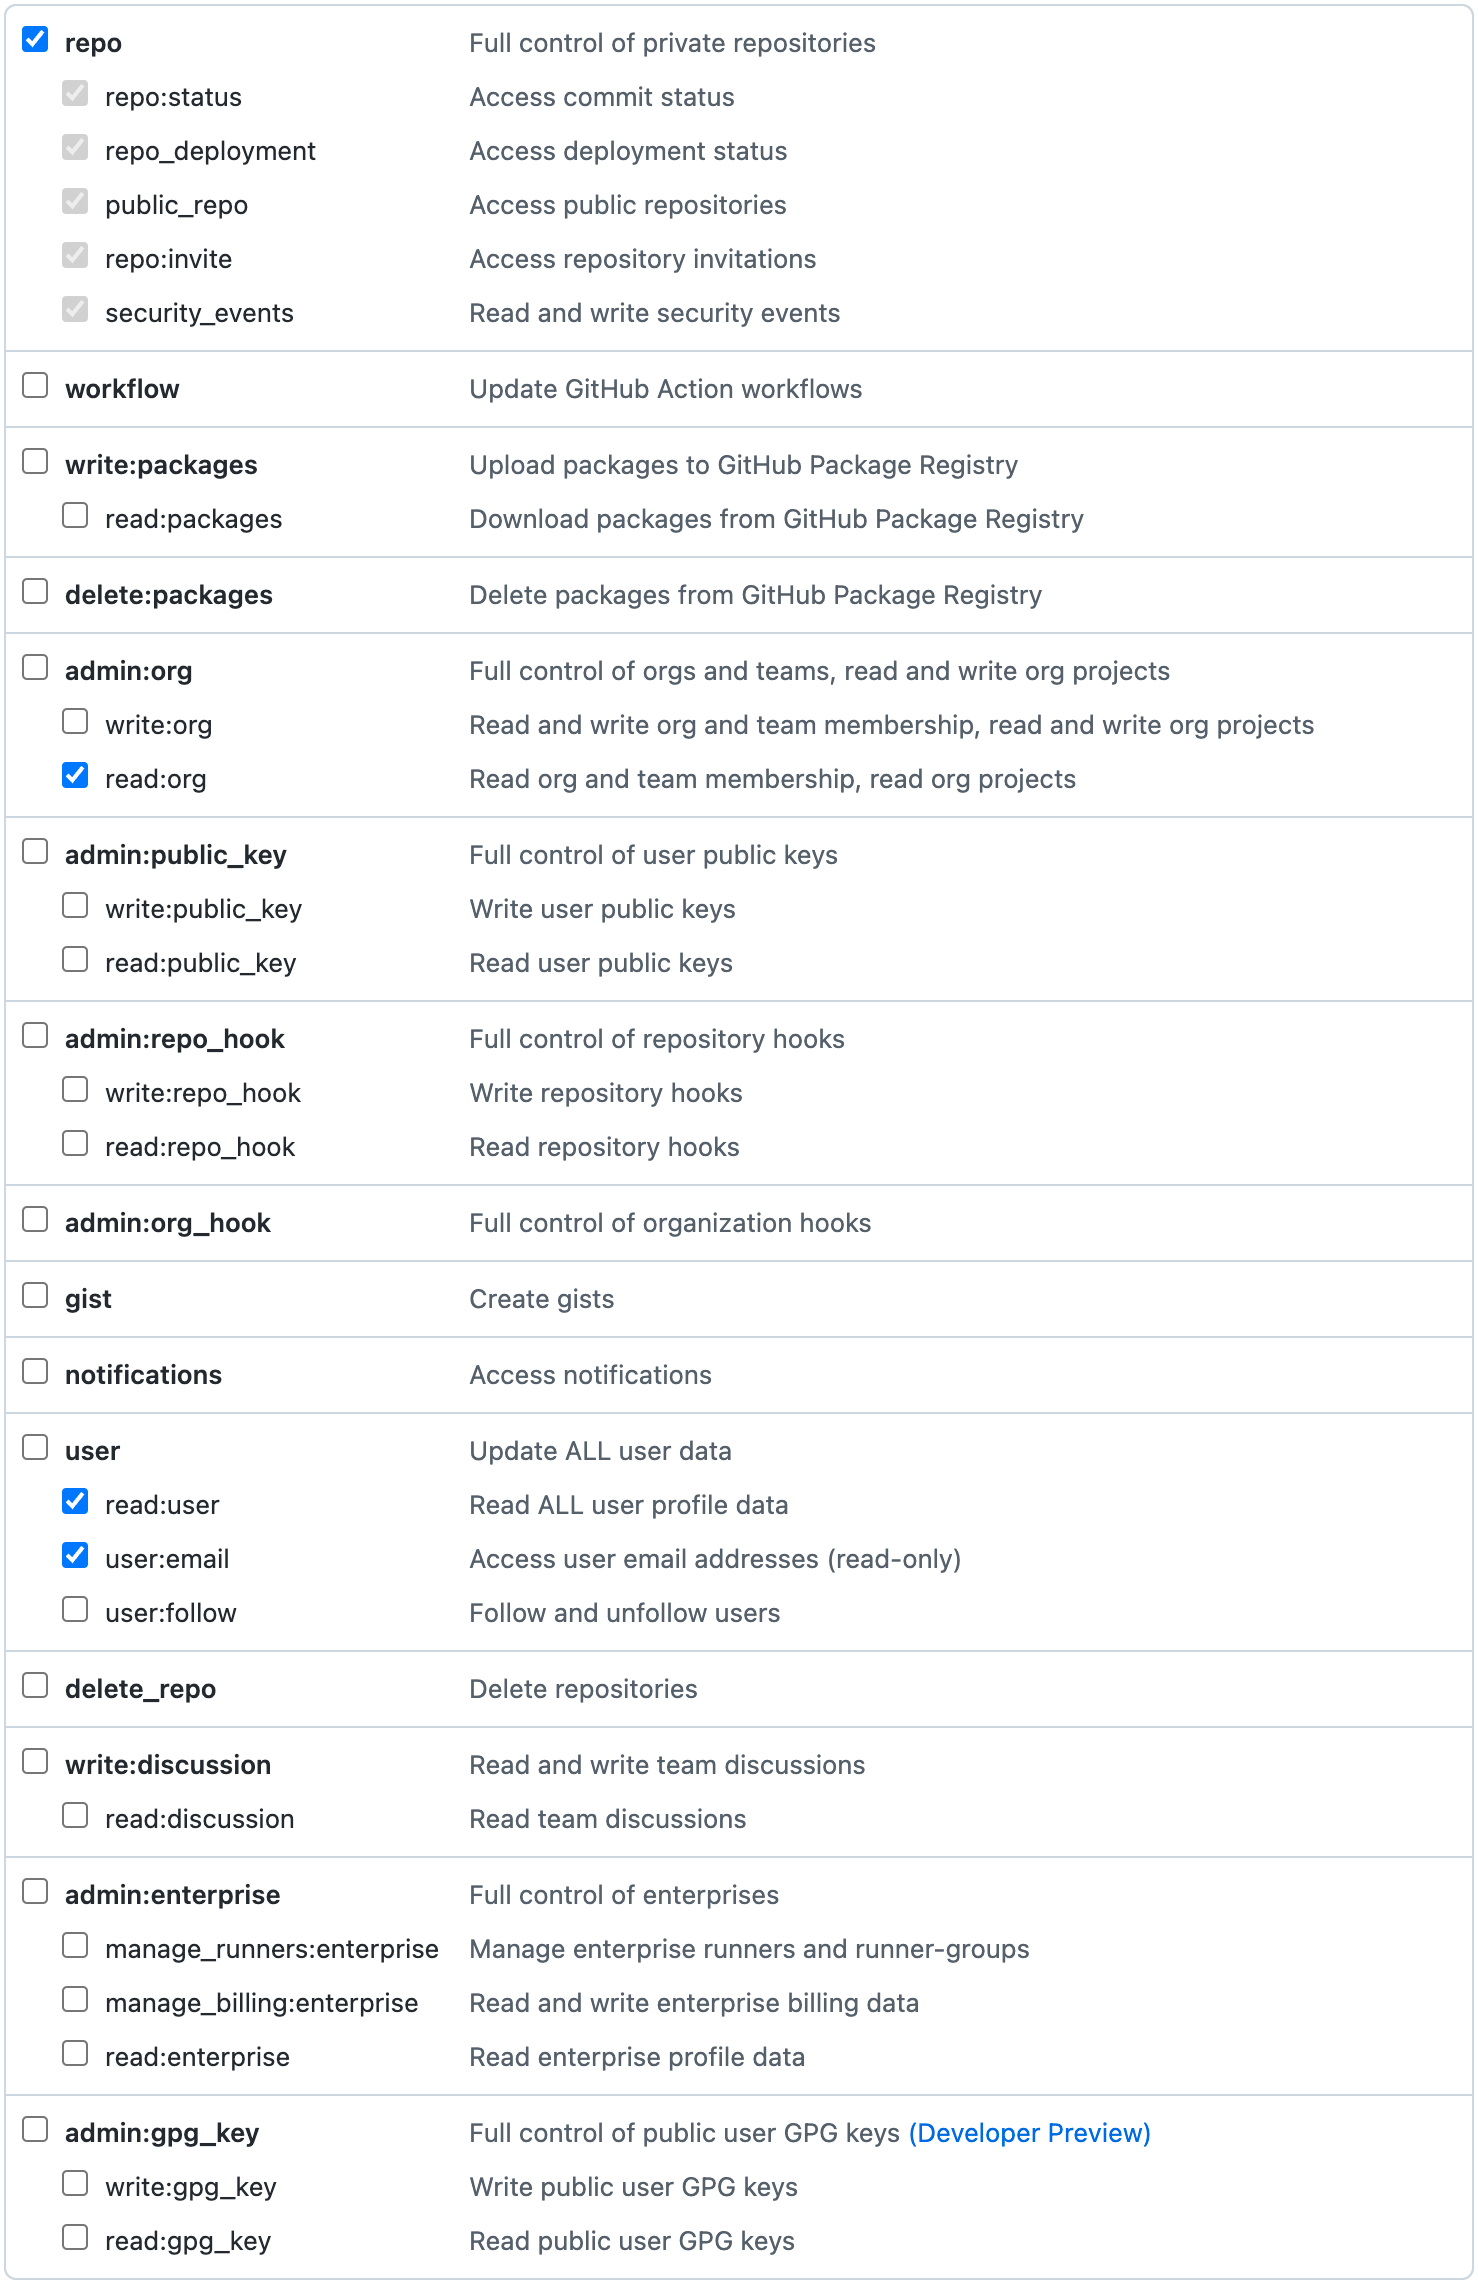 repo Full control of private repositories
repo:status Access commit status
repo_deployment Access deployment status
public_repo Access public repositories
repo:invite Access repository invitations
security_events Read and write security events
workflow Update GitHub Action workflows
write:packages Upload packages to GitHub Package Registry
read:packages Download packages from GitHub Package Registry
delete:packages Delete packages from GitHub Package Registry
admin:org Full control of orgs and teams, read and write org projects
write:org Read and write org and team membership, read and write org projects
read:org Read org and team membership, read org projects
admin:public_key Full control of user public keys
write:public_key Write user public keys
read:public_key Read user public keys
admin:repo_hook Full control of repository hooks
write:repo_hook Write repository hooks
read:repo_hook Read repository hooks
admin:org_hook Full control of organization hooks
gist Create gists
notifications Access notifications
user Update ALL user data
read:user Read ALL user profile data
user:email Access user email addresses (read-only)
user:follow Follow and unfollow users
delete_repo Delete repositories
write:discussion Read and write team discussions
read:discussion Read team discussions
admin:enterprise Full control of enterprises
manage_runners:enterprise Manage enterprise runners and runner-groups
manage_billing:enterprise Read and write enterprise billing data
read:enterprise Read enterprise profile data
admin:gpg_key Full control of public user GPG keys (Developer Preview)
write:gpg_key Write public user GPG keys
read:gpg_key Read public user GPG keys